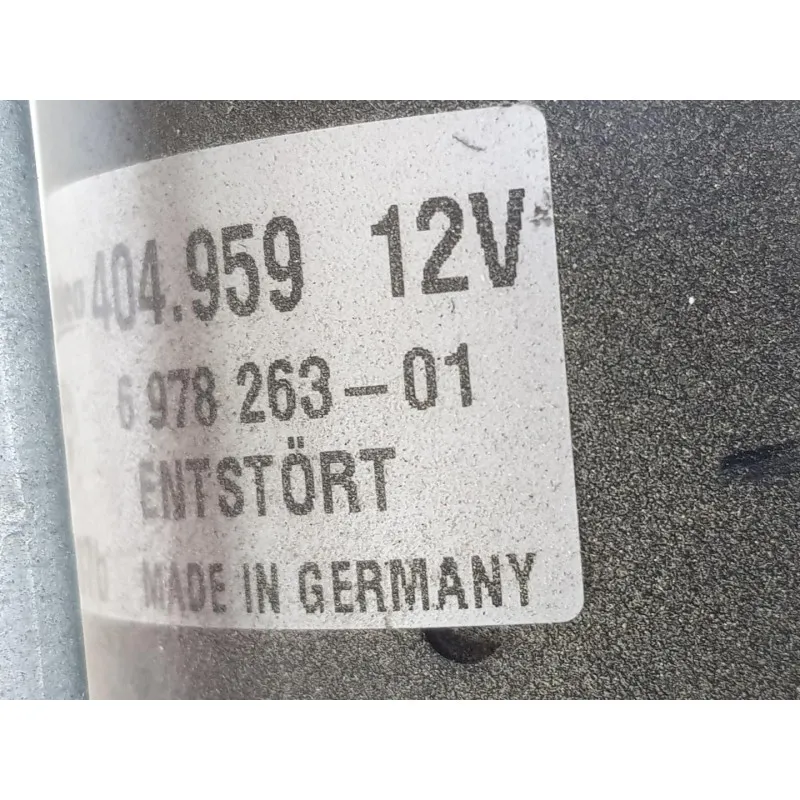 404.959 12V
6 978 263-01
ENTSTÖRT
MADE IN GERMANY